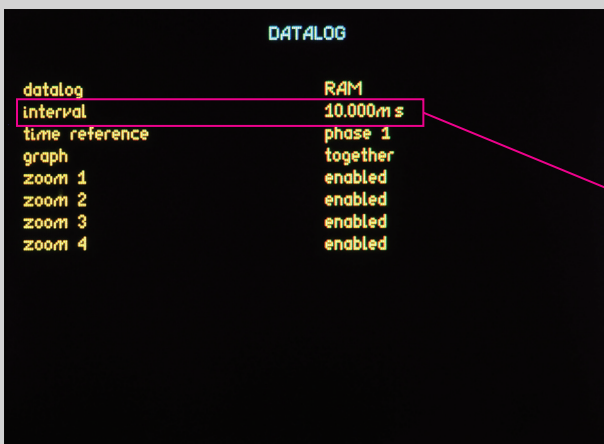 DATALOG
datalog RAM
interval 10.000m s
time reference phase 1
graph together
zoom 1 enabled
zoom 2 enabled
zoom 3 enabled
zoom 4 enabled